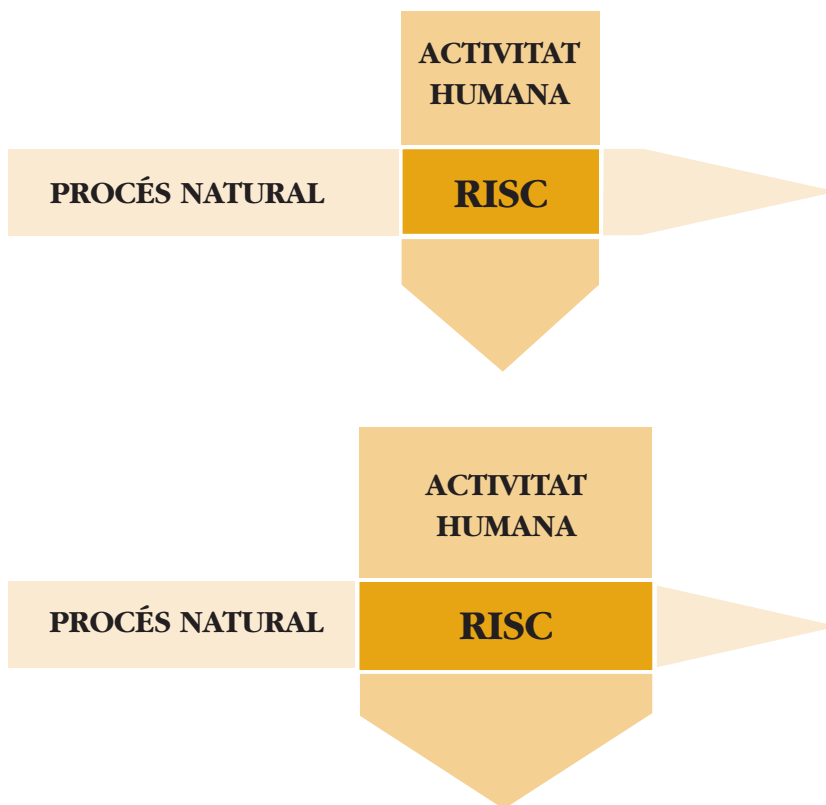 ACTIVITAT
HUMANA
PROCÉS NATURAL
RISC
ACTIVITAT
HUMANA
PROCÉS NATURAL
RISC